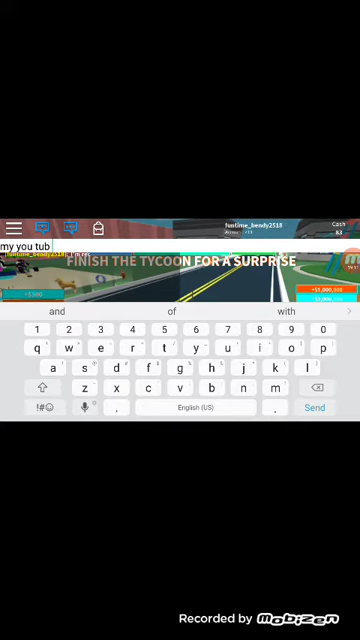 funtime_bendy2518
Cash
my you tub
funtime_bendy2518
FINISH THE TYCOON FOR A SURPRISE
+$500
+$1,000,000
and of with
1 2 3 4 5 6 7 8 9 0
q w e r t y u i o p
a s d f g h j k l
z x c v b n m
!#☺ , English (US) . Send
Recorded by mobizen